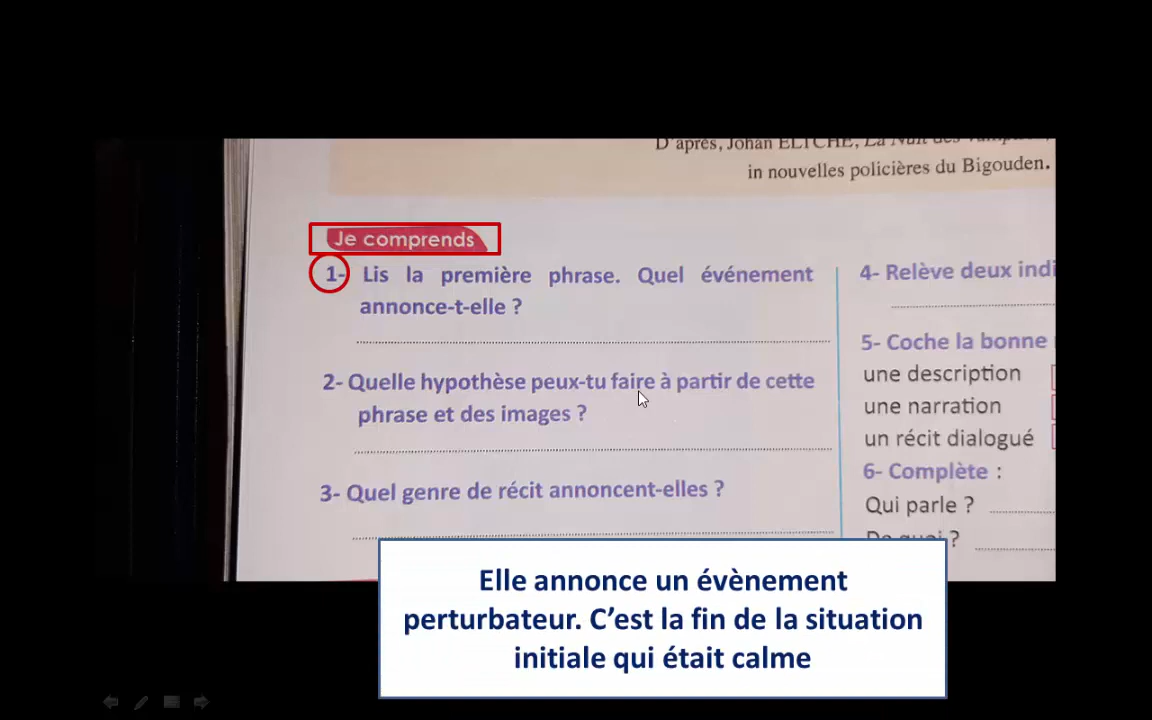 D'après, Johan ELICHE, La Nuit des
in nouvelles policières du Bigouden.
Je comprends
1- Lis la première phrase. Quel événement
annonce-t-elle ?
2- Quelle hypothèse peux-tu faire à partir de cette
phrase et des images ?
3- Quel genre de récit annoncent-elles ?
4- Relève deux indi
5- Coche la bonne
une description
une narration
un récit dialogué
6- Complète :
Qui parle ?
De quoi ?
Elle annonce un évènement
perturbateur. C’est la fin de la situation
initiale qui était calme